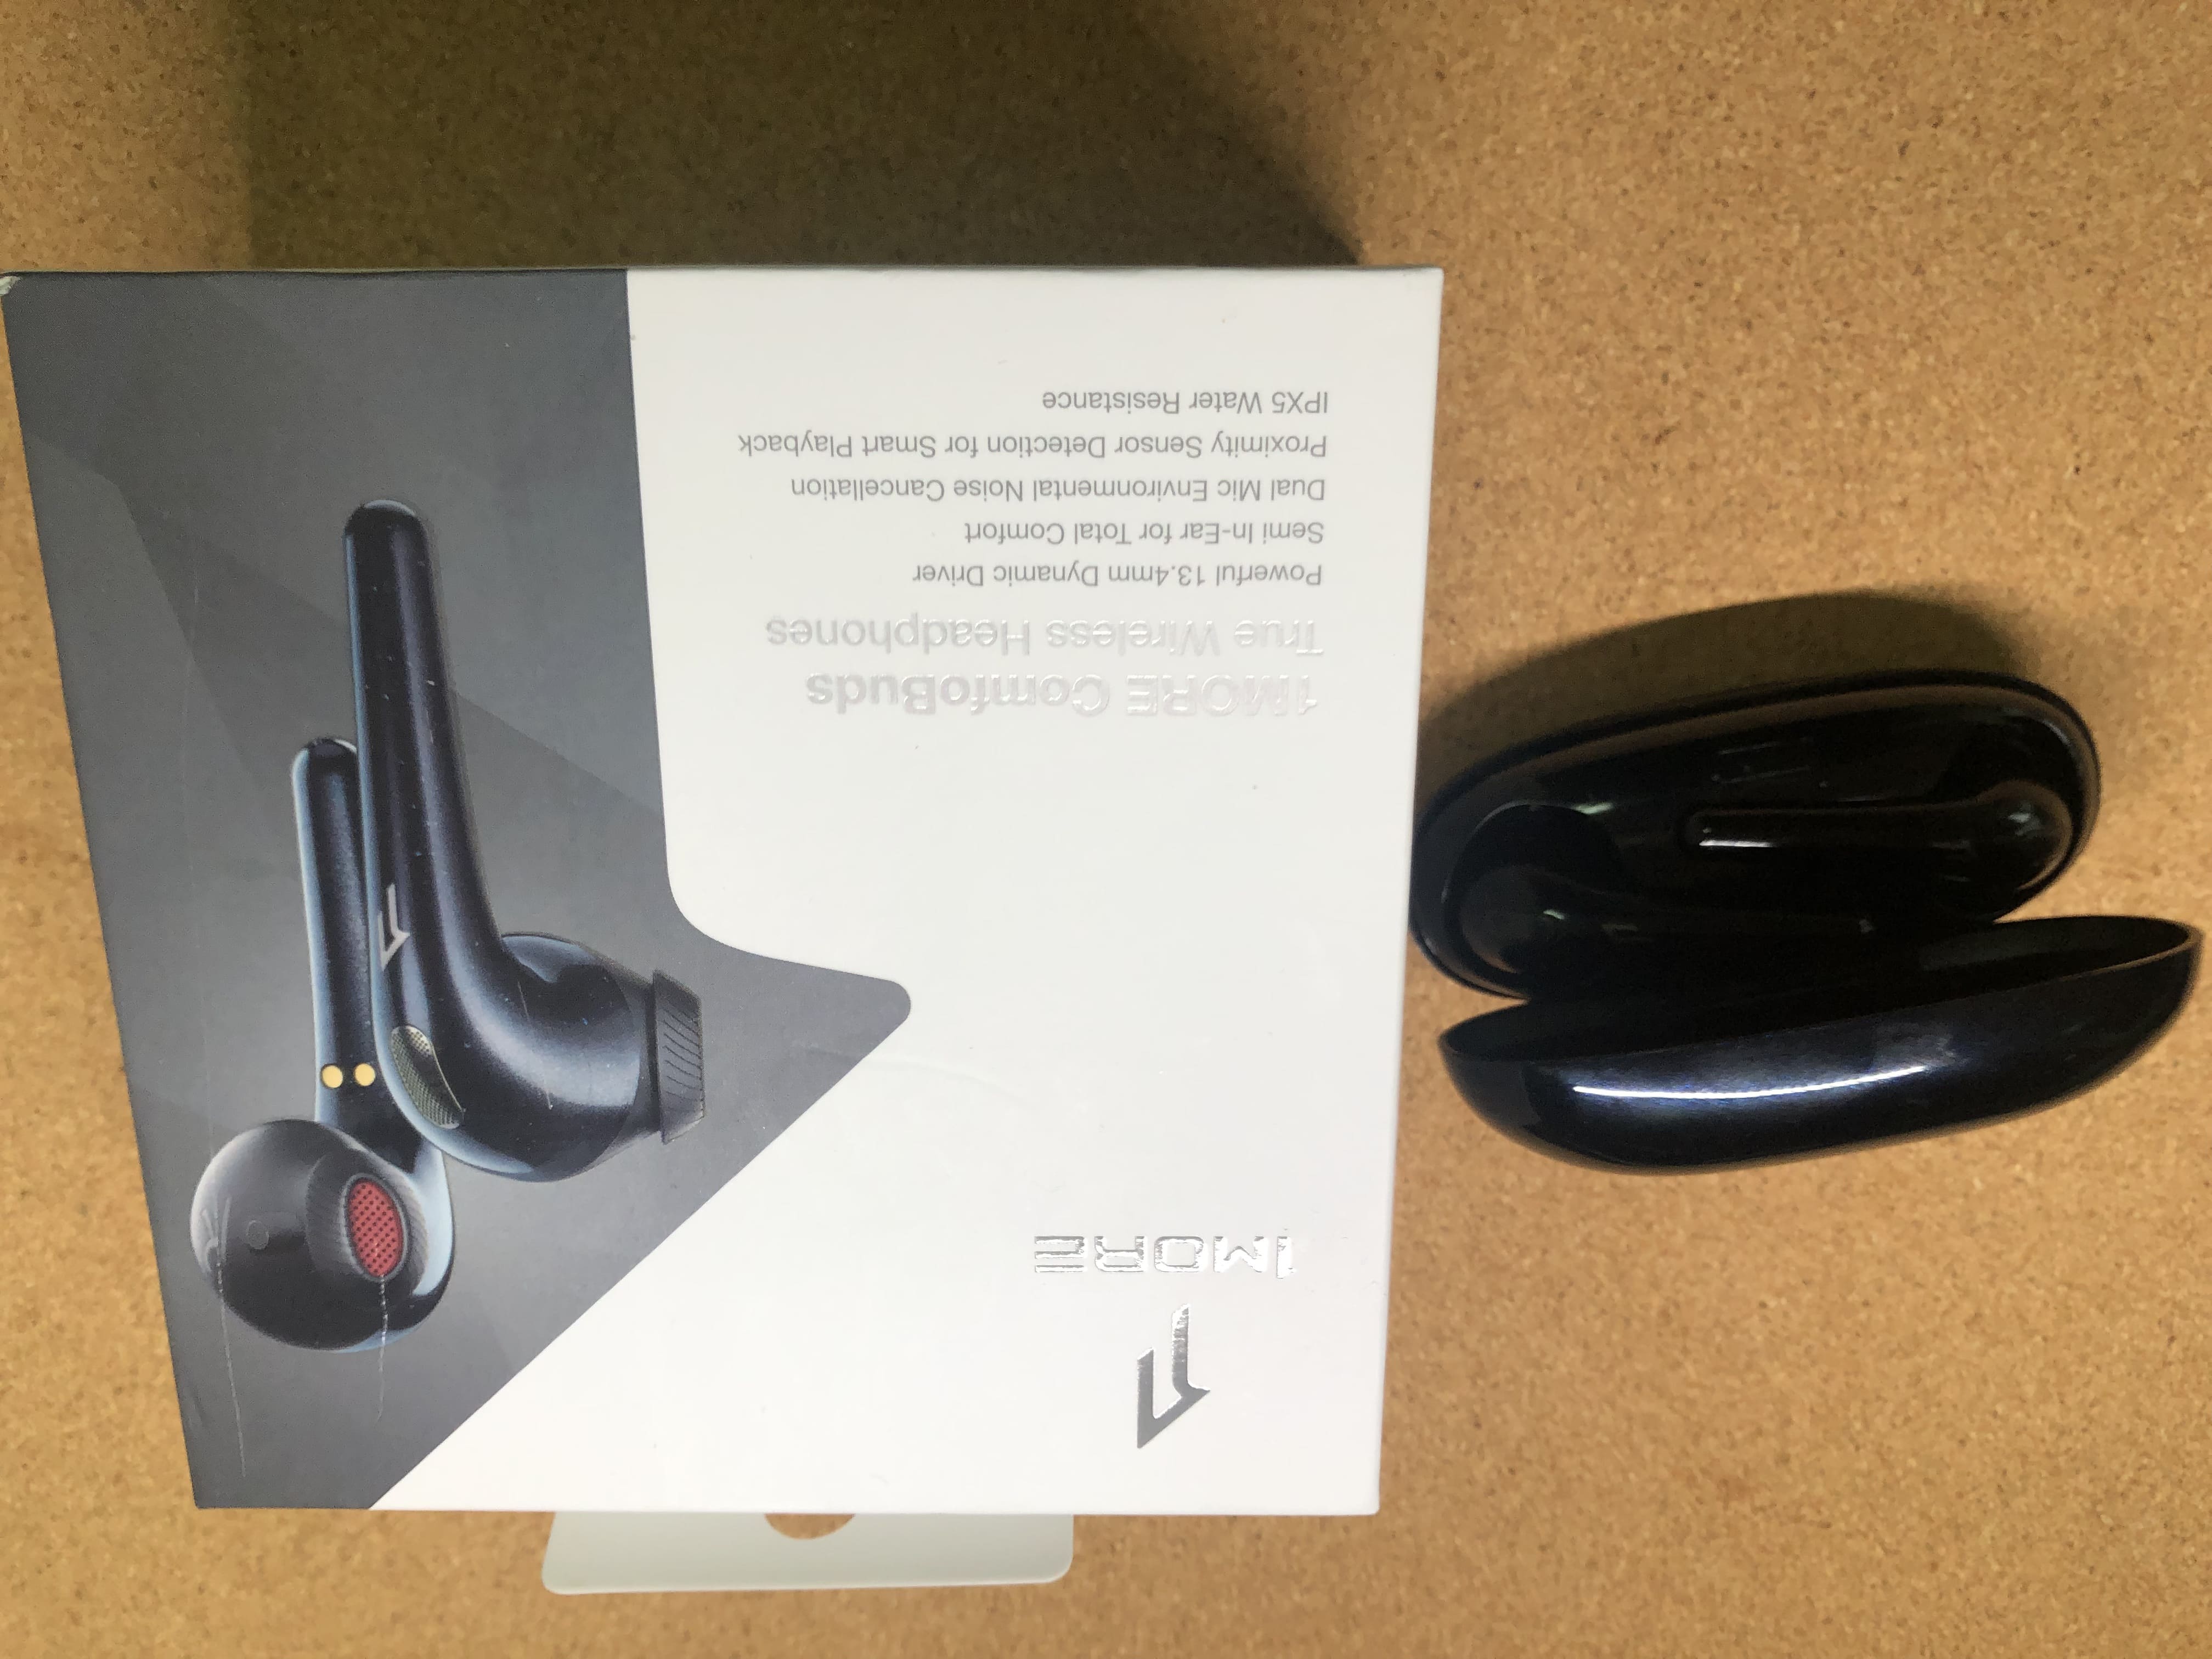 1MORE
1MORE ComfoBuds
True Wireless Headphones
Powerful 13.4mm Dynamic Driver
Semi In-Ear for Total Comfort
Dual Mic Environmental Noise Cancellation
Proximity Sensor Detection for Smart Playback
IPX5 Water Resistance